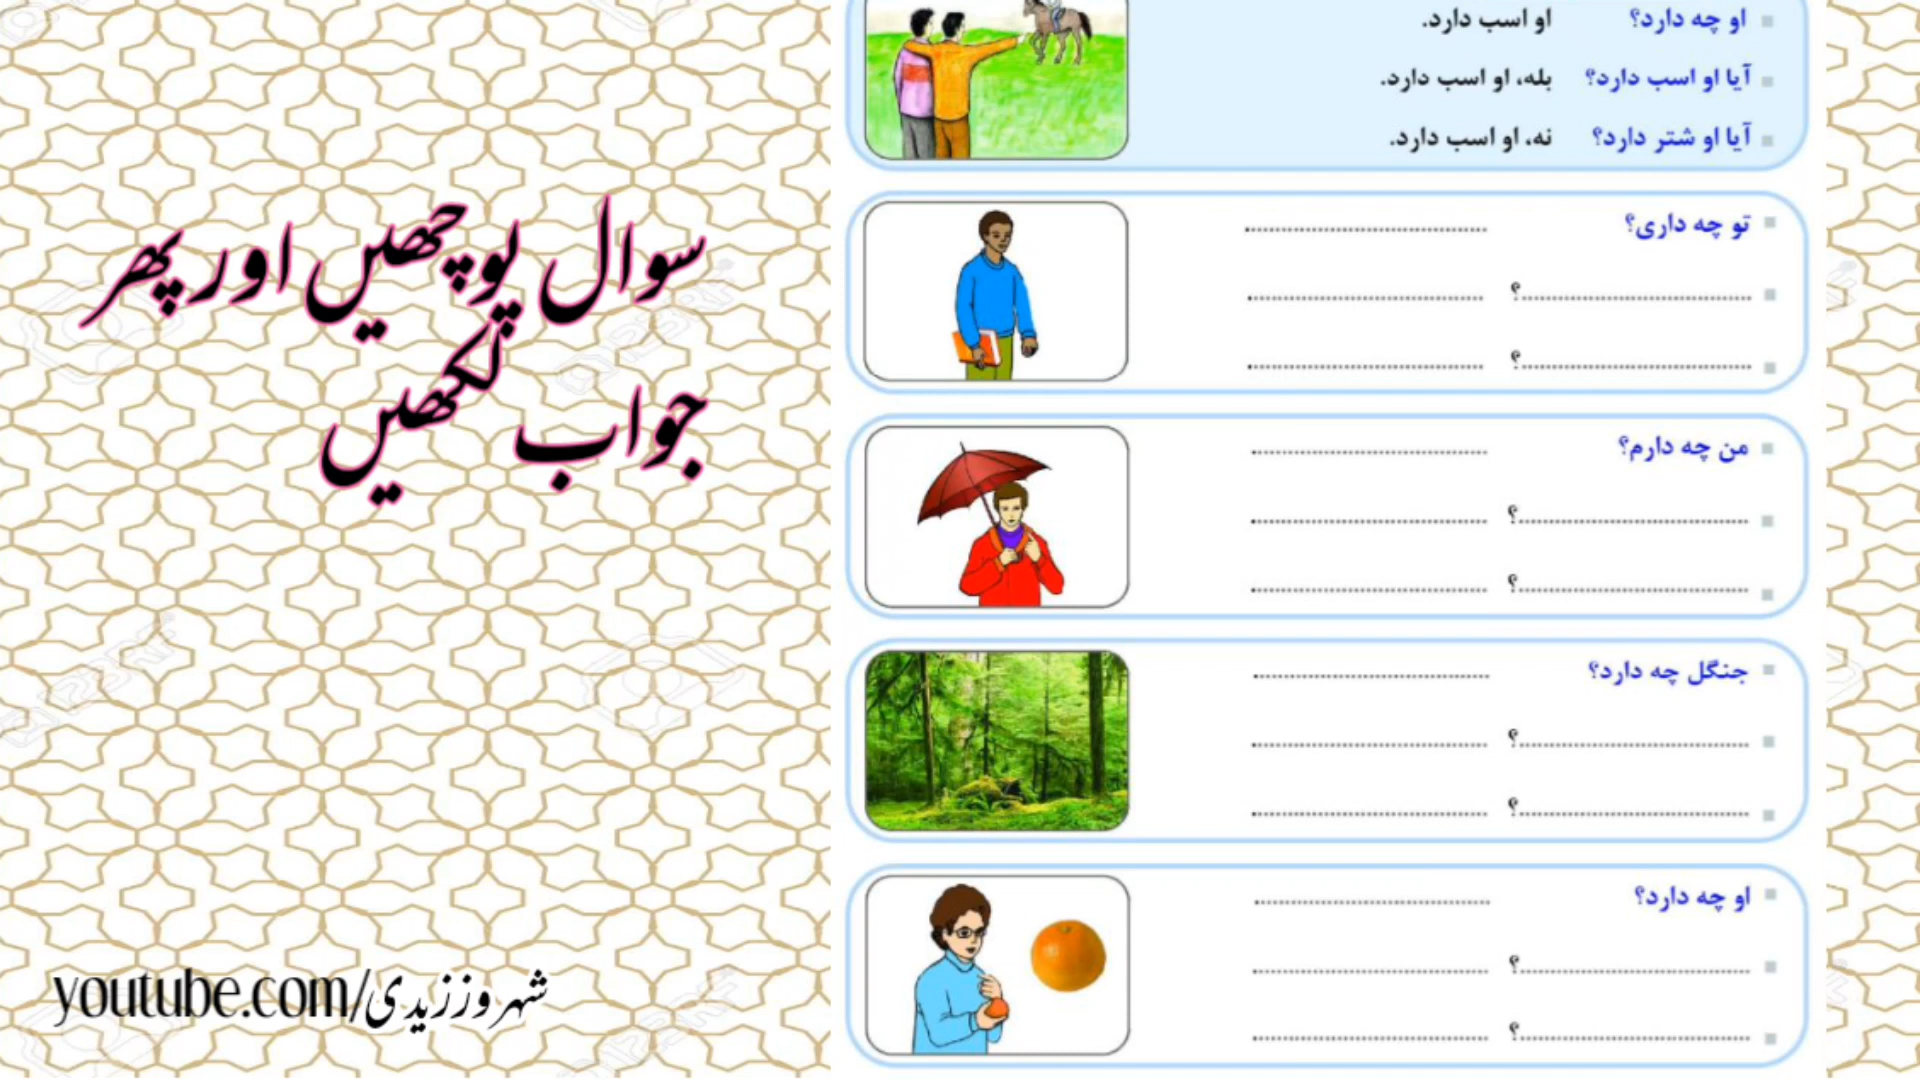 سوال پوچھیں اور پھر
جواب لکھیں
youtube.com/شہروززیدی
او چه دارد؟ او اسب دارد.
آیا او اسب دارد؟ بله، او اسب دارد.
آیا او شتر دارد؟ نه، او اسب دارد.
تو چه داری؟ ........................................
........................................؟ ........................................
........................................؟ ........................................
من چه دارم؟ ........................................
........................................؟ ........................................
........................................؟ ........................................
جنگل چه دارد؟ ........................................
........................................؟ ........................................
........................................؟ ........................................
او چه دارد؟ ........................................
........................................؟ ........................................
........................................؟ ........................................